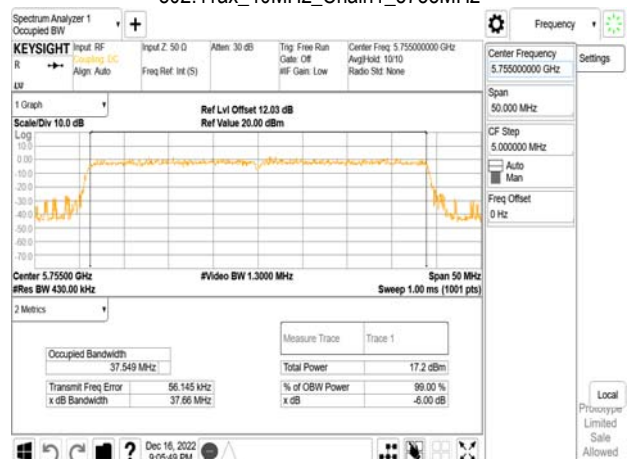 802.11ax_40MHz_Chain1_5755MHz
Spectrum Analyzer 1
Occupied BW
Frequency
KEYSIGHT
R
Input: RF
Coupling: DC
Align: Auto
Input Z: 50 Ω
Freq Ref: Int (S)
Atten: 30 dB
Trig: Free Run
Gate: Off
#IF Gain: Low
Center Freq: 5.755000000 GHz
Avg|Hold: 10/10
Radio Std: None
Center Frequency
5.755000000 GHz
Settings
Span
50.000 MHz
CF Step
5.000000 MHz
Auto
Man
Freq Offset
0 Hz
1 Graph
Scale/Div 10.0 dB
Ref Lvl Offset 12.03 dB
Ref Value 20.00 dBm
Log
10.0
0.00
-10.0
-20.0
-30.0
-40.0
-50.0
-60.0
-70.0
Center 5.75500 GHz
#Video BW 1.3000 MHz
Span 50 MHz
#Res BW 430.00 kHz
Sweep 1.00 ms (1001 pts)
2 Metrics
Measure Trace
Trace 1
Occupied Bandwidth
37.549 MHz
Total Power
17.2 dBm
Transmit Freq Error
56.145 kHz
% of OBW Power
99.00 %
x dB Bandwidth
37.66 MHz
x dB
-6.00 dB
Local
Prototype
Limited
Sale
Allowed
Dec 16, 2022
9:05:49 PM